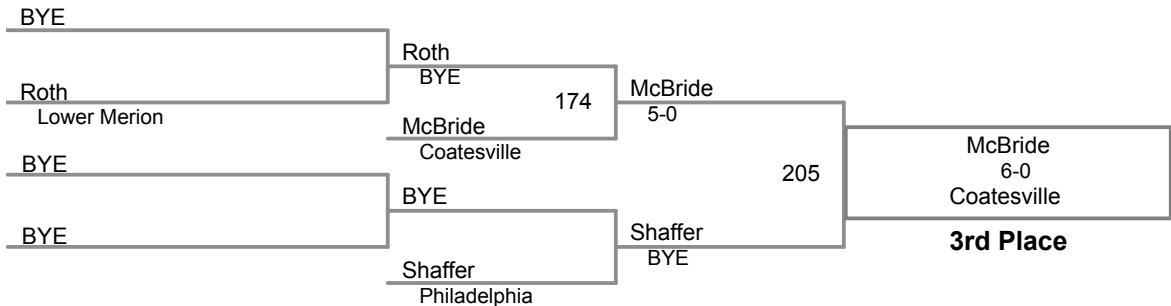 BYE
Roth
Lower Merion
BYE
BYE
Roth
BYE
McBride
Coatesville
BYE
Shaffer
Philadelphia
174
McBride
5-0
Shaffer
BYE
205
McBride
6-0
Coatesville
3rd Place